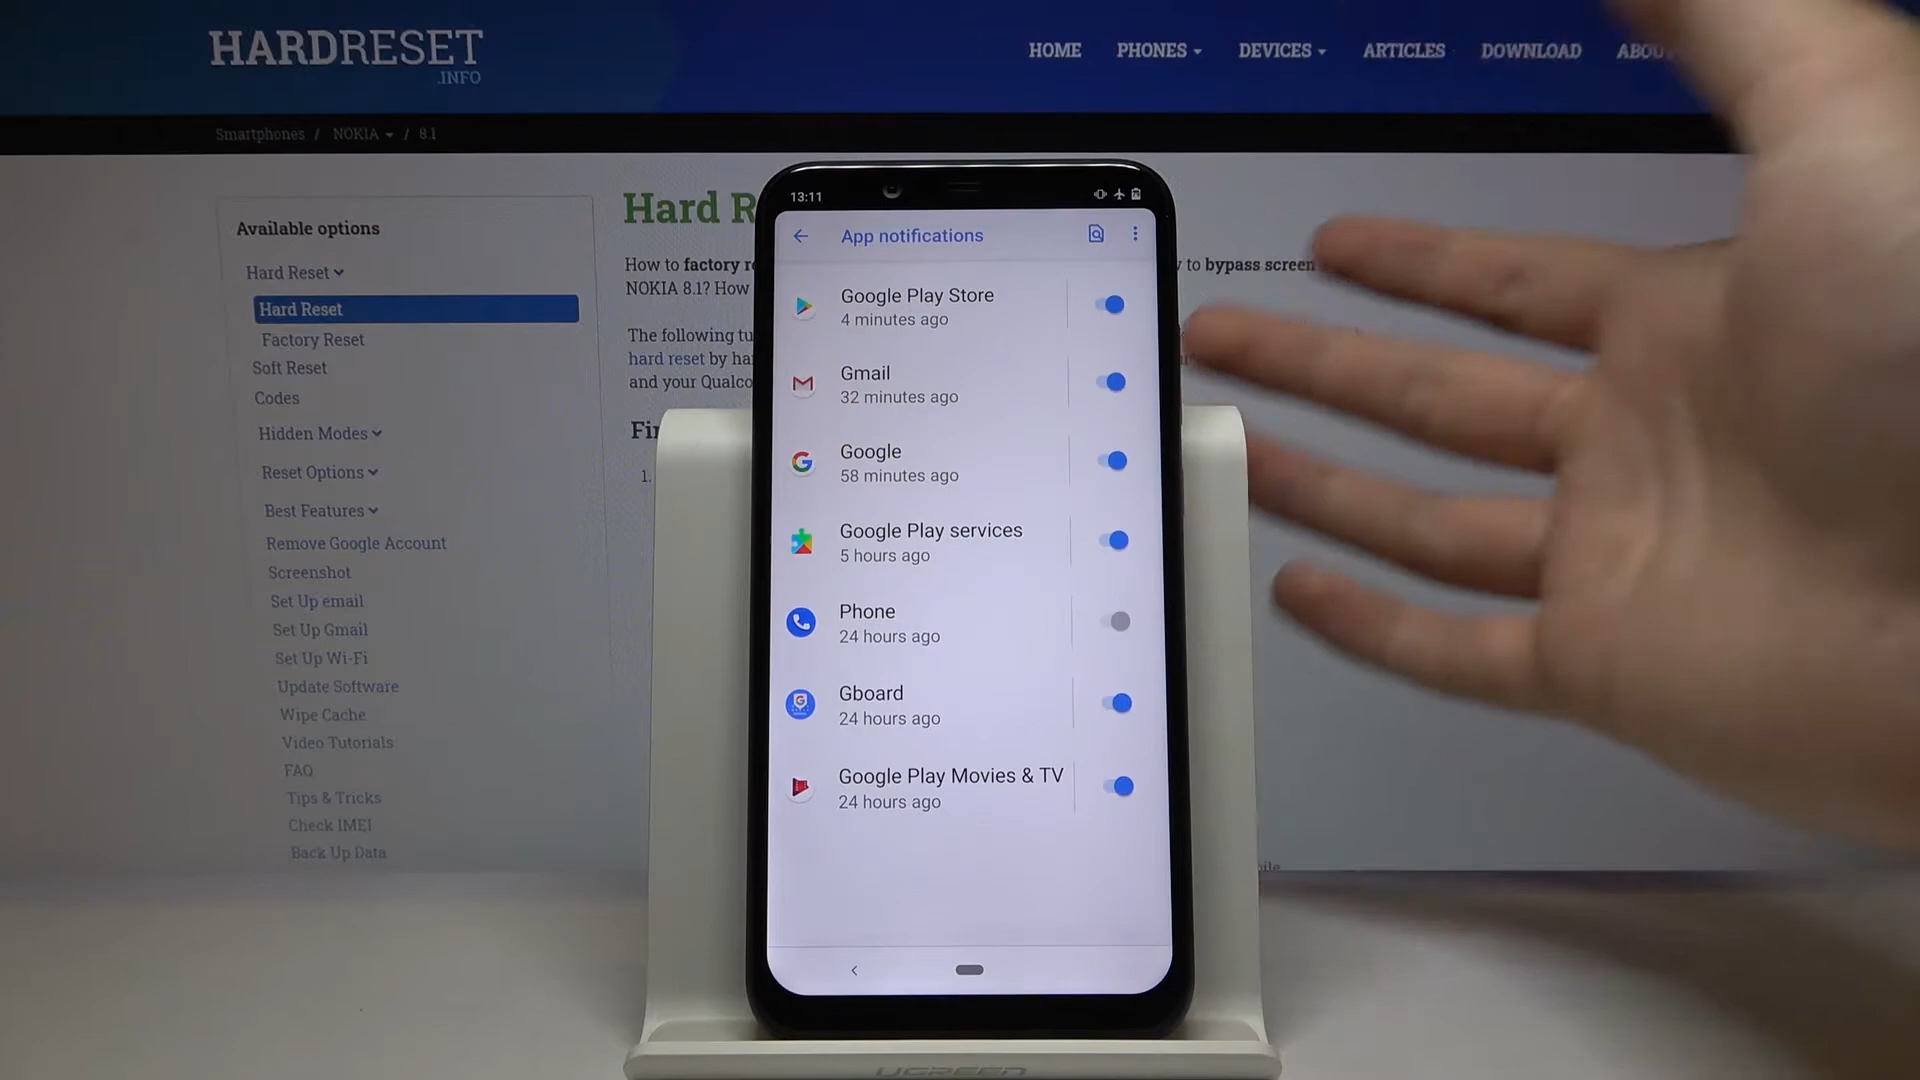 HARDRESET
.INFO
HOME PHONES DEVICES ARTICLES DOWNLOAD ABOU
Smartphones / NOKIA / 8.1
Available options
Hard Reset
Hard Reset
Factory Reset
Soft Reset
Codes
Hidden Modes
Reset Options
Best Features
Remove Google Account
Screenshot
Set Up email
Set Up Gmail
Set Up Wi-Fi
Update Software
Wipe Cache
Video Tutorials
FAQ
Tips & Tricks
Check IMEI
Back Up Data
Hard R
How to factory r
to bypass screen
NOKIA 8.1? How
The following tu
hard reset by ha
and your Qualco
1.
13:11
App notifications
Google Play Store
4 minutes ago
Gmail
32 minutes ago
Google
58 minutes ago
Google Play services
5 hours ago
Phone
24 hours ago
Gboard
24 hours ago
Google Play Movies & TV
24 hours ago
UGREEN